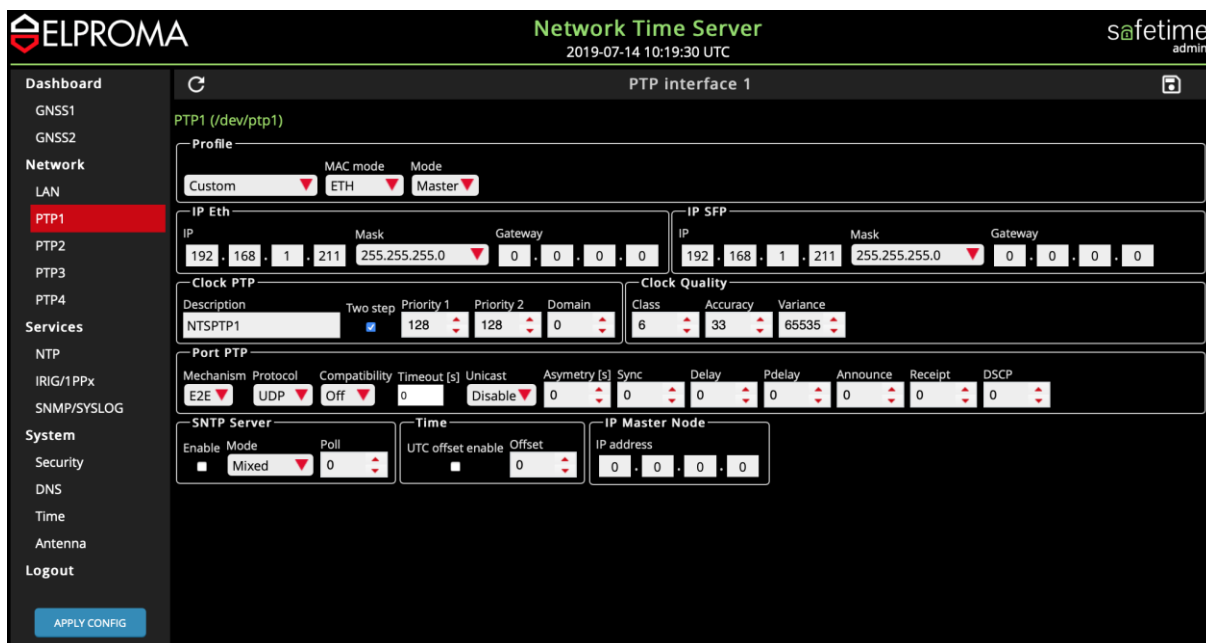 ELPROMA
Network Time Server
2019-07-14 10:19:30 UTC
safetime
admin
Dashboard
GNSS1
GNSS2
Network
LAN
PTP1
PTP2
PTP3
PTP4
Services
NTP
IRIG/1PPx
SNMP/SYSLOG
System
Security
DNS
Time
Antenna
Logout
APPLY CONFIG
PTP interface 1
PTP1 (/dev/ptp1)
Profile
MAC mode Mode
Custom ETH Master
IP Eth
IP Mask Gateway
192 . 168 . 1 . 211 255.255.255.0 0 . 0 . 0 . 0
IP SFP
IP Mask Gateway
192 . 168 . 1 . 211 255.255.255.0 0 . 0 . 0 . 0
Clock PTP
Description Two step Priority 1 Priority 2 Domain
NTSPTP1 128 128 0
Clock Quality
Class Accuracy Variance
6 33 65535
Port PTP
Mechanism Protocol Compatibility Timeout [s] Unicast Asymetry [s] Sync Delay Pdelay Announce Receipt DSCP
E2E UDP Off 0 Disable 0 0 0 0 0 0 0
SNTP Server
Enable Mode Poll
Mixed 0
Time
UTC offset enable Offset
0
IP Master Node
IP address
0 . 0 . 0 . 0